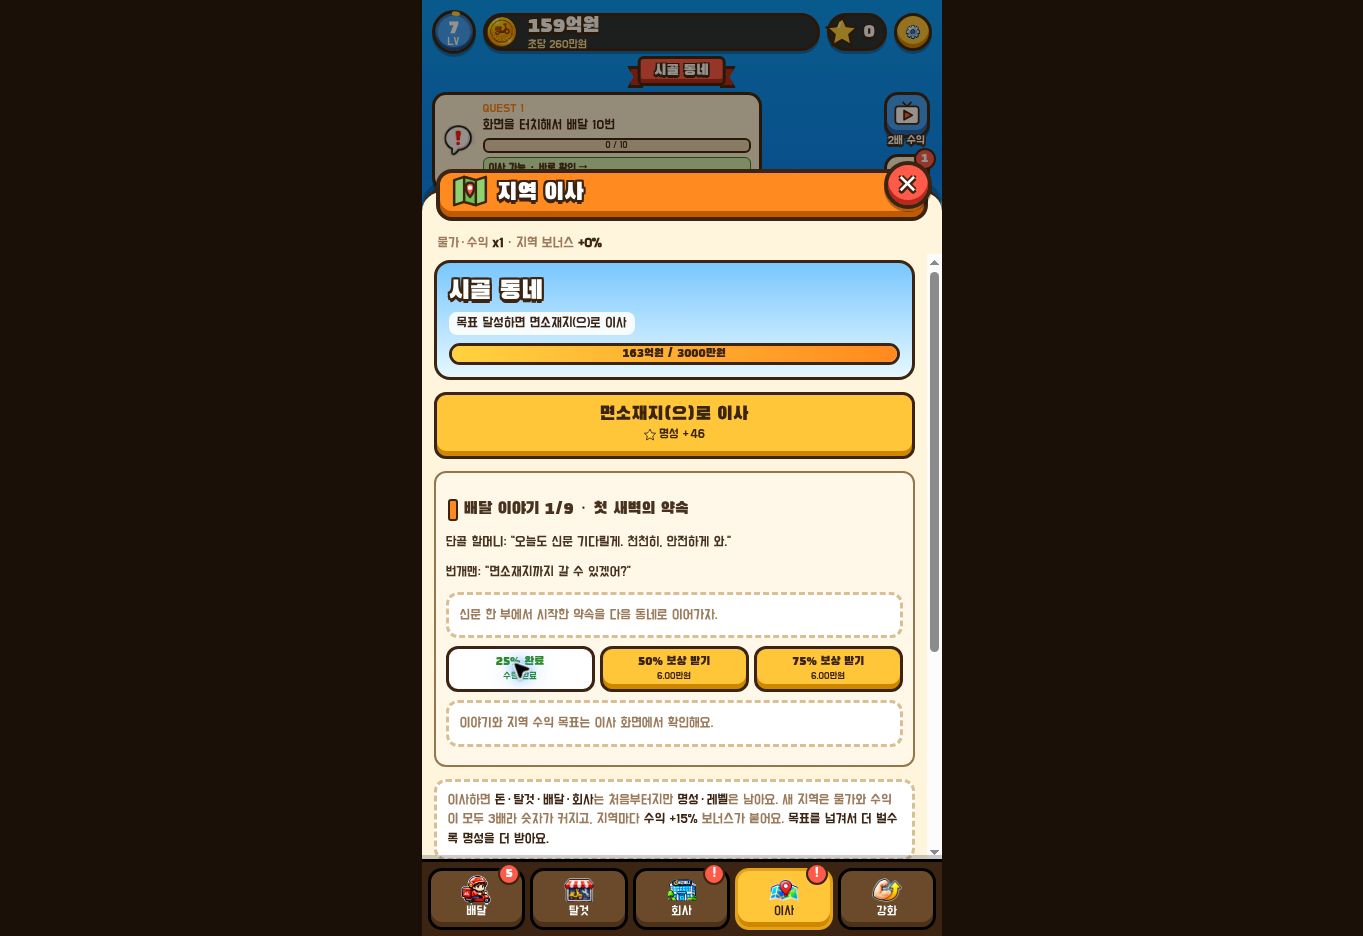 7
LV
159억원
초당 260만원
0
시골 동네
QUEST 1
화면을 터치해서 배달 10번
0 / 10
이사 가능 · 바로 확인 →
2배 수익
1
지역 이사
물가·수익 x1 · 지역 보너스 +0%
시골 동네
목표 달성하면 면소재지(으)로 이사
163억원 / 3000만원
면소재지(으)로 이사
명성 +46
배달 이야기 1/9 · 첫 새벽의 약속
단골 할머니: "오늘도 신문 기다릴게. 천천히, 안전하게 와."
번개맨: "면소재지까지 갈 수 있겠어?"
신문 한 부에서 시작한 약속을 다음 동네로 이어가자.
25% 완료
수령 완료
50% 보상 받기
6.00만원
75% 보상 받기
6.00만원
이야기와 지역 수익 목표는 이사 화면에서 확인해요.
이사하면 돈·탈것·배달·회사는 처음부터지만 명성·레벨은 남아요. 새 지역은 물가와 수익
이 모두 3배라 숫자가 커지고, 지역마다 수익 +15% 보너스가 붙어요. 목표를 넘겨서 더 벌수
록 명성을 더 받아요.
5
배달
탈것
!
회사
!
이사
강화